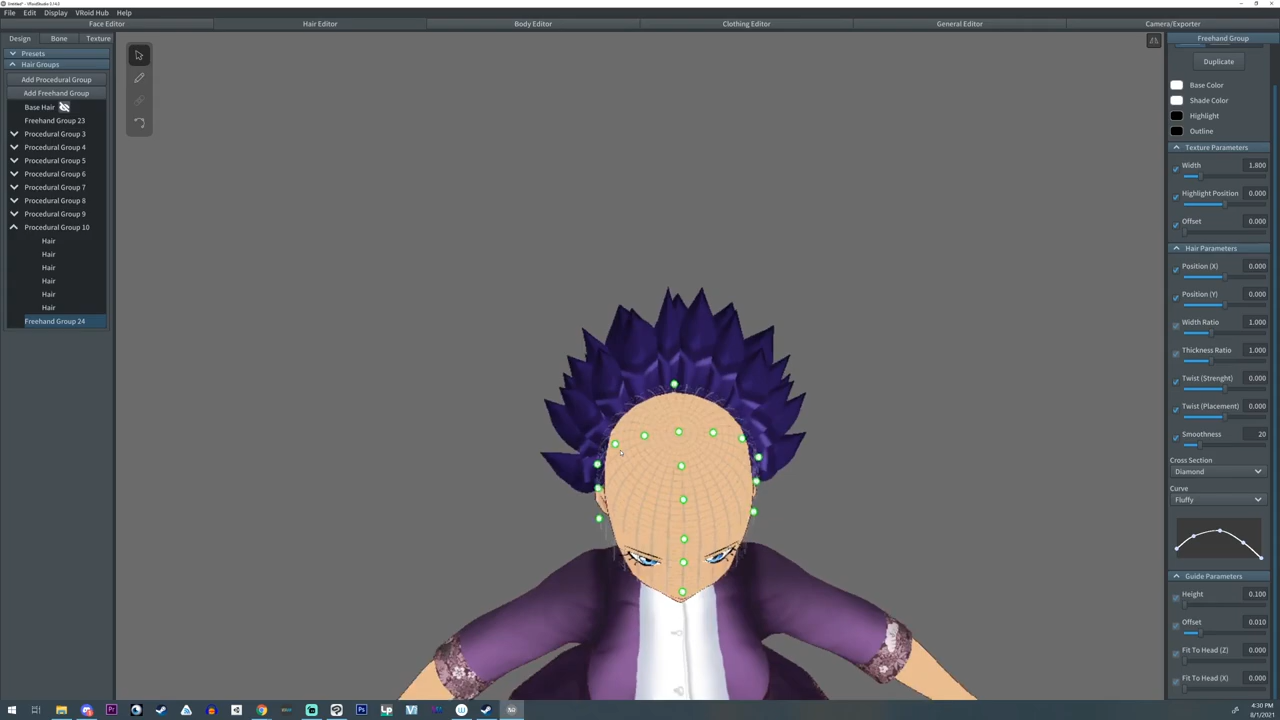 Untitled* - VRoidStudio 0.14.0
File Edit Display VRoid Hub
Face Editor Hair Editor Body Editor Clothing Editor General Editor Camera/Exporter
Design Bone Texture
Presets
Hair Groups
Add Procedural Group
Add Freehand Group
Base Hair
Freehand Group 23
Procedural Group 3
Procedural Group 4
Procedural Group 5
Procedural Group 6
Procedural Group 7
Procedural Group 8
Procedural Group 9
Procedural Group 10
Hair
Hair
Hair
Hair
Hair
Hair
Freehand Group 24
Freehand Group
Duplicate
Base Color
Shade Color
Highlight
Outline
Texture Parameters
Width 1.800
Highlight Position 0.000
Offset 0.000
Hair Parameters
Position (X) 0.000
Position (Y) 0.000
Width Ratio 1.000
Thickness Ratio 1.000
Twist (Strenght) 0.000
Twist (Placement) 0.000
Smoothness 20
Cross Section
Diamond
Curve
Fluffy
Guide Parameters
Height 0.100
Offset 0.010
Fit To Head (Z) 0.000
Fit To Head (X) 0.000
4:30 PM
8/1/2021